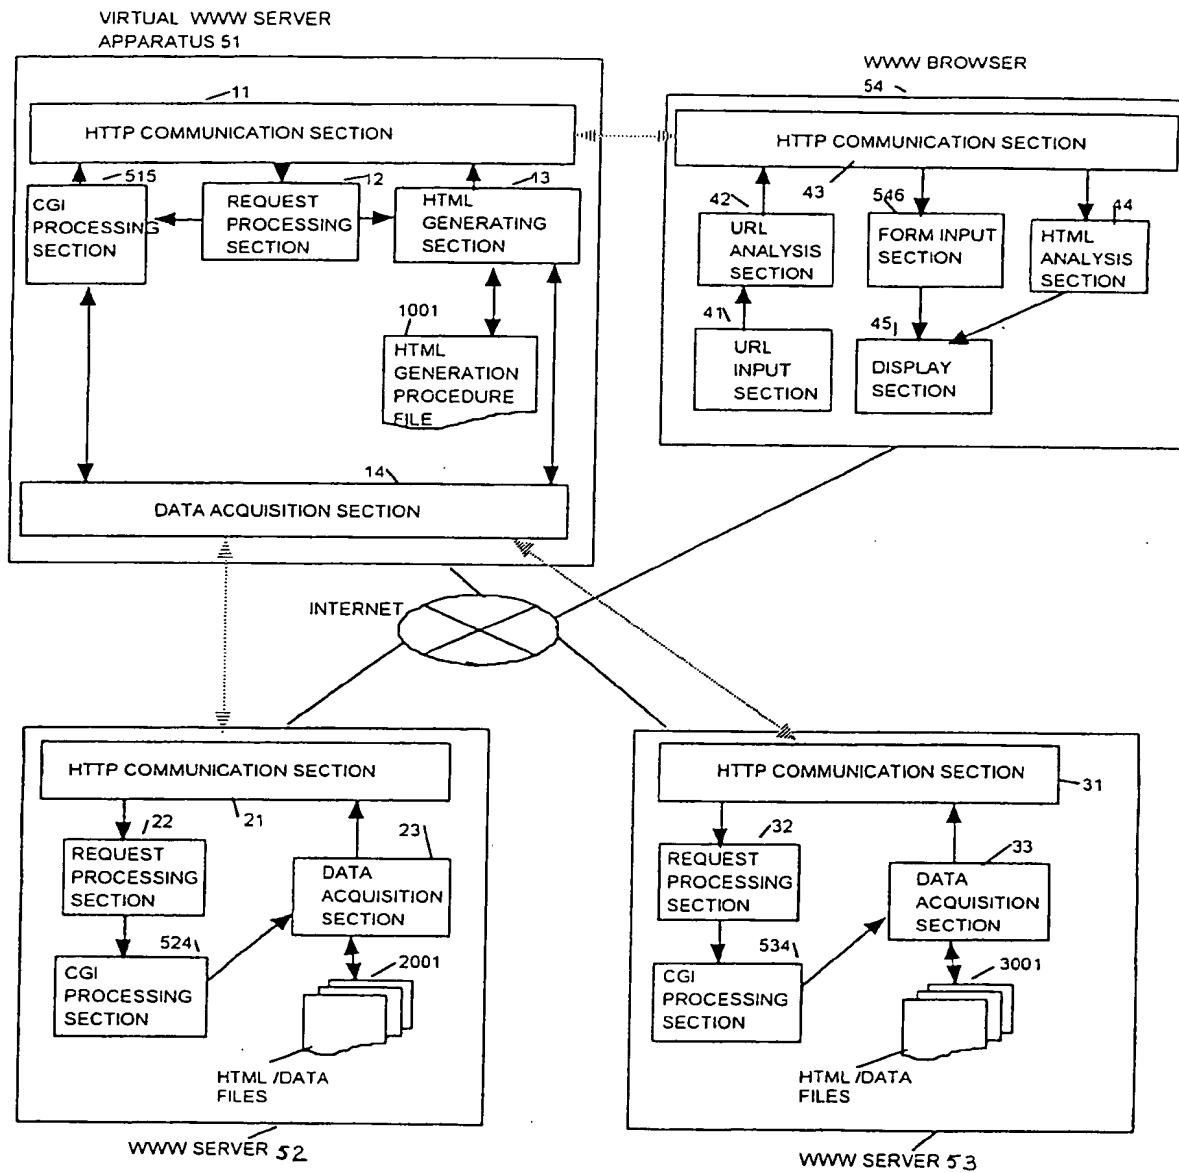 VIRTUAL WWW SERVER
APPARATUS 51
11
HTTP COMMUNICATION SECTION
515
CGI
PROCESSING
SECTION
12
REQUEST
PROCESSING
SECTION
13
HTML
GENERATING
SECTION
1001
HTML
GENERATION
PROCEDURE
FILE
14
DATA ACQUISITION SECTION
WWW BROWSER
54
HTTP COMMUNICATION
SECTION
43
42
URL
ANALYSIS
SECTION
546
FORM INPUT
SECTION
44
HTML
ANALYSIS
SECTION
41
URL
INPUT
SECTION
45
DISPLAY
SECTION
INTERNET
HTTP COMMUNICATION SECTION
21
22
REQUEST
PROCESSING
SECTION
23
DATA
ACQUISITION
SECTION
524
CGI
PROCESSING
SECTION
2001
HTML /DATA
FILES
WWW SERVER 52
HTTP COMMUNICATION SECTION
31
32
REQUEST
PROCESSING
SECTION
33
DATA
ACQUISITION
SECTION
534
CGI
PROCESSING
SECTION
3001
HTML /DATA
FILES
WWW SERVER 53